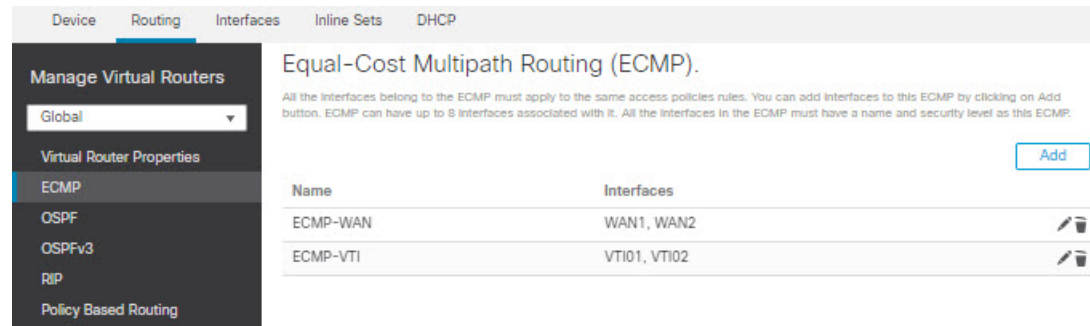 Device Routing Interfaces Inline Sets DHCP
Manage Virtual Routers
Global
Virtual Router Properties
ECMP
OSPF
OSPFv3
RIP
Policy Based Routing
Equal-Cost Multipath Routing (ECMP).
All the interfaces belong to the ECMP must apply to the same access policies rules. You can add interfaces to this ECMP by clicking on Add
button. ECMP can have up to 8 interfaces associated with it. All the interfaces in the ECMP must have a name and security level as this ECMP.
Add
Name Interfaces
ECMP-WAN WAN1, WAN2
ECMP-VTI VTI01, VTI02